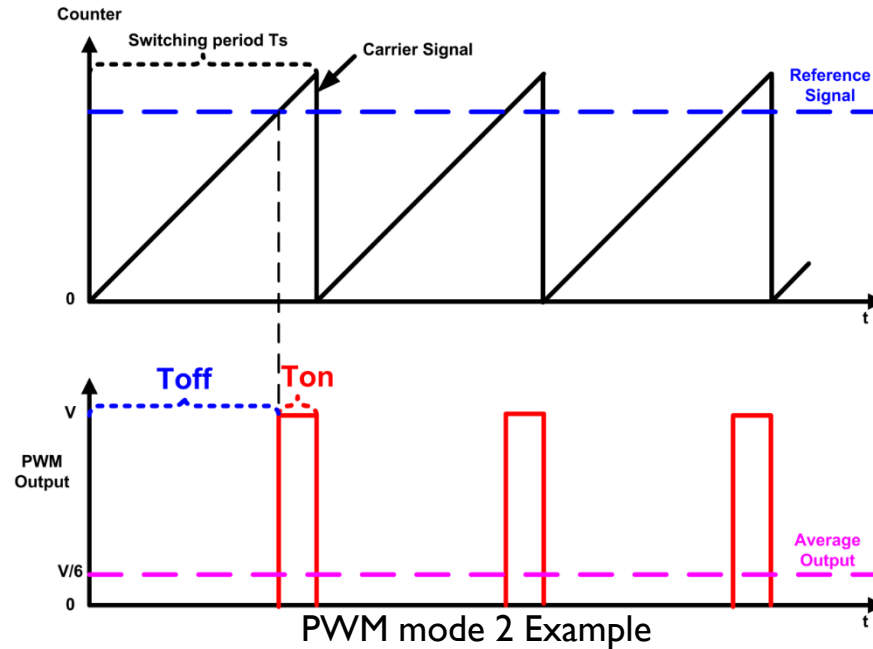 Counter
Switching period Ts
Carrier Signal
Reference
Signal
0
t
Toff
Ton
V
PWM
Output
Average
Output
V/6
0
t
PWM mode 2 Example